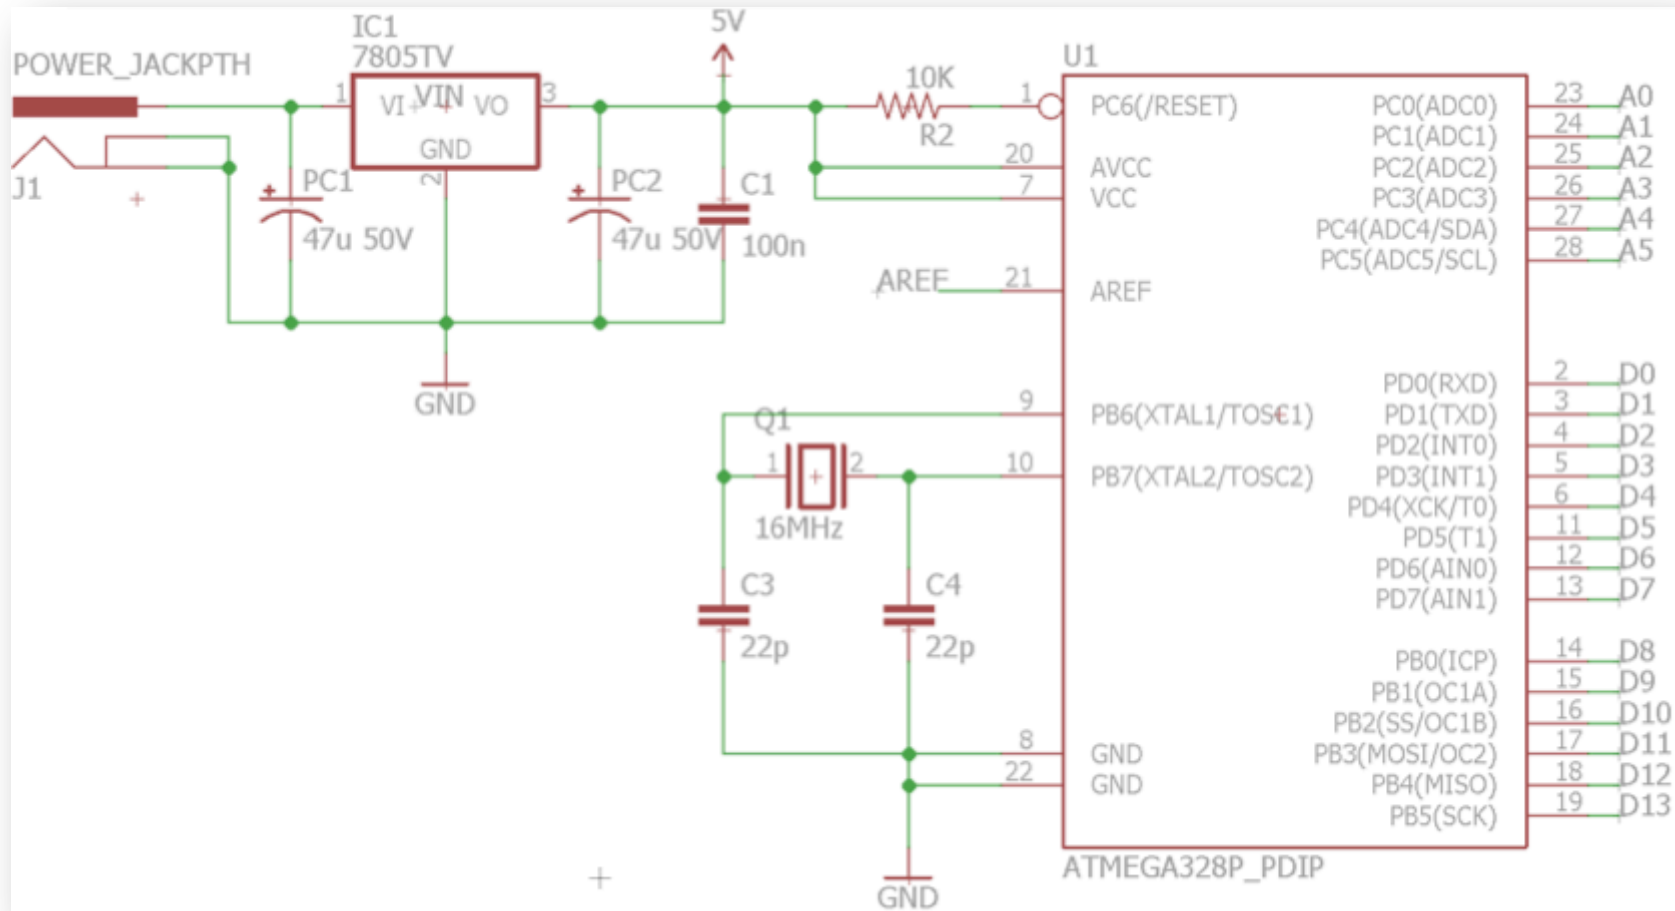 POWER_JACKPTH
J1
IC1
7805TV
1
VI
VIN
VO
3
GND
2
PC1
47u 50V
PC2
47u 50V
C1
100n
5V
GND
10K
R2
U1
1
PC6(/RESET)
20
AVCC
7
VCC
AREF
21
AREF
9
PB6(XTAL1/TOSC1)
Q1
1
2
16MHz
10
PB7(XTAL2/TOSC2)
C3
22p
C4
22p
8
GND
22
GND
GND
PC0(ADC0) 23 A0
PC1(ADC1) 24 A1
PC2(ADC2) 25 A2
PC3(ADC3) 26 A3
PC4(ADC4/SDA) 27 A4
PC5(ADC5/SCL) 28 A5
PD0(RXD) 2 D0
PD1(TXD) 3 D1
PD2(INT0) 4 D2
PD3(INT1) 5 D3
PD4(XCK/T0) 6 D4
PD5(T1) 11 D5
PD6(AIN0) 12 D6
PD7(AIN1) 13 D7
PB0(ICP) 14 D8
PB1(OC1A) 15 D9
PB2(SS/OC1B) 16 D10
PB3(MOSI/OC2) 17 D11
PB4(MISO) 18 D12
PB5(SCK) 19 D13
ATMEGA328P_PDIP